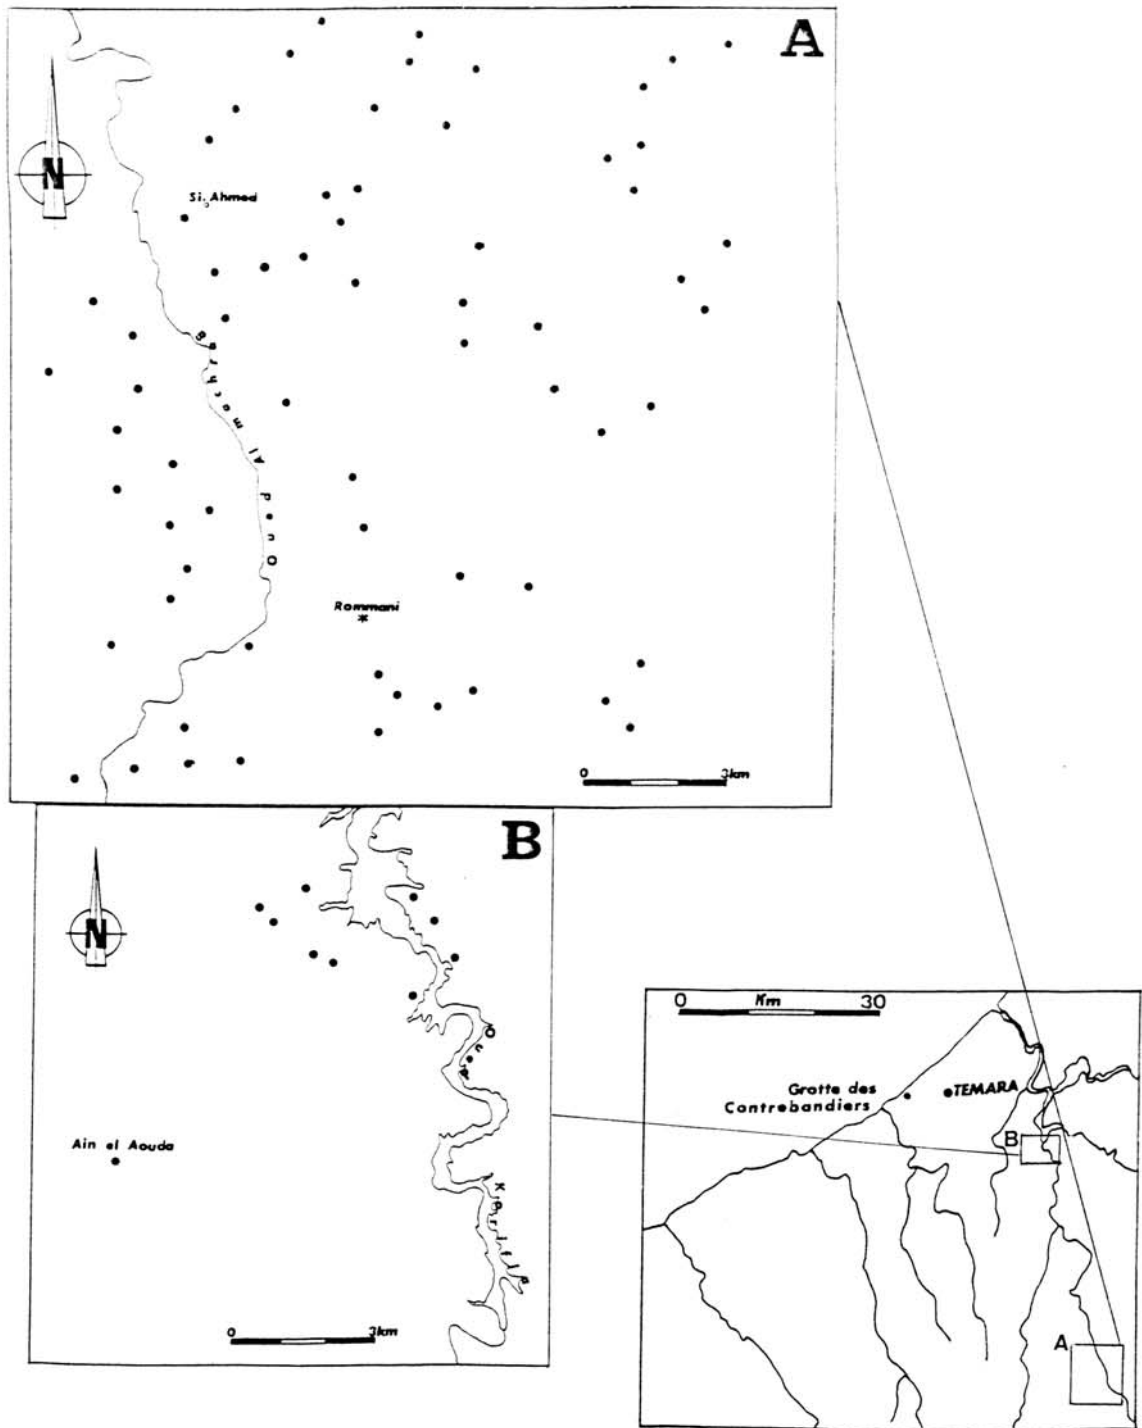 A
N
Si. Ahmed
Oued Al machra B
Rommani
0 3km
B
N
Oued
Korifla
Ain el Aouda
0 3km
0 Km 30
Grotte des
Contrebandiers
TEMARA
B
A